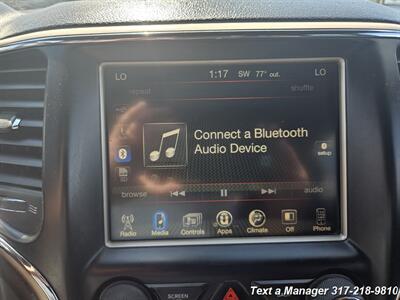 LO 1:17 SW 77° out. LO
repeat shuffle
Connect a Bluetooth
Audio Device
setup
browse audio
Radio Media Controls Apps Climate Off iPhone
SCREEN
Text a Manager 317-218-9810